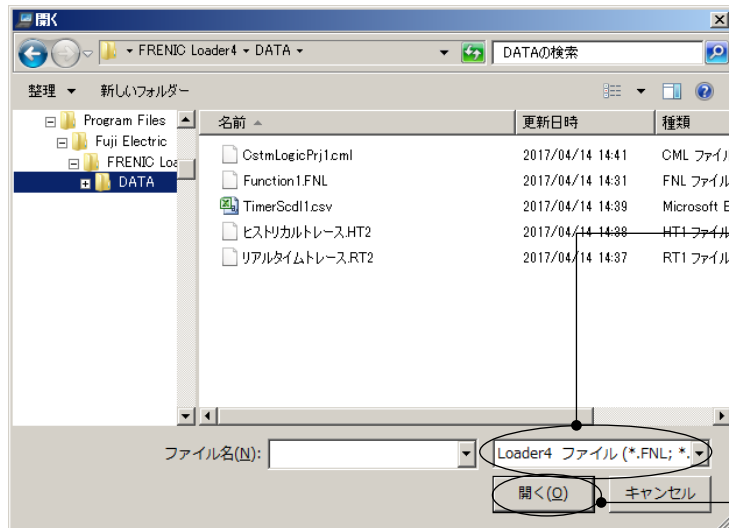 開く
FRENIC Loader4 DATA
DATAの検索
整理 新しいフォルダー
Program Files
Fuji Electric
FRENIC Loa
DATA
名前 更新日時 種類
CstmLogicPrj1.cml 2017/04/14 14:41 CML ファイル
Function1.FNL 2017/04/14 14:31 FNL ファイル
TimerScdl1.csv 2017/04/14 14:39 Microsoft E
ヒストリカルトレース.HT2 2017/04/14 14:38 HT1 ファイル
リアルタイムトレース.RT2 2017/04/14 14:37 RT1 ファイル
ファイル名(N): Loader4 ファイル (*.FNL; *.
開く(O) キャンセル